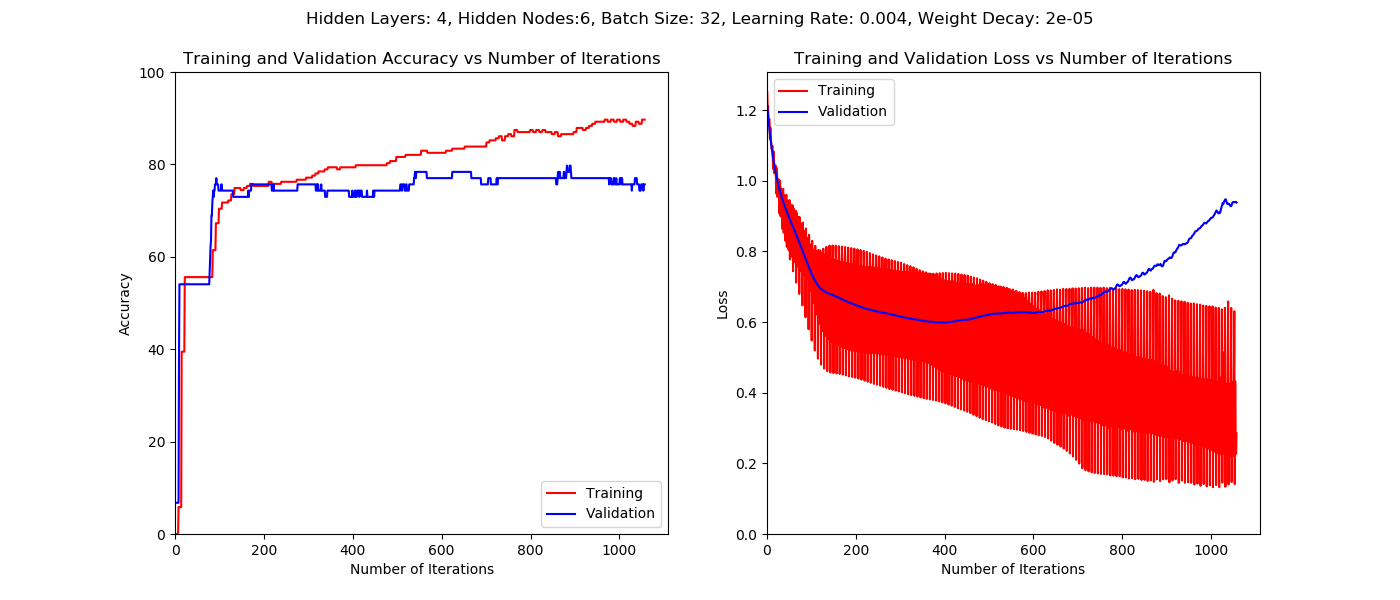 Hidden Layers: 4, Hidden Nodes:6, Batch Size: 32, Learning Rate: 0.004, Weight Decay: 2e-05
Training and Validation Accuracy vs Number of Iterations
100
80
60
40
20
0
Accuracy
0 200 400 600 800 1000
Number of Iterations
Training
Validation
Training and Validation Loss vs Number of Iterations
Training
Validation
1.2
1.0
0.8
0.6
0.4
0.2
0.0
Loss
0 200 400 600 800 1000
Number of Iterations